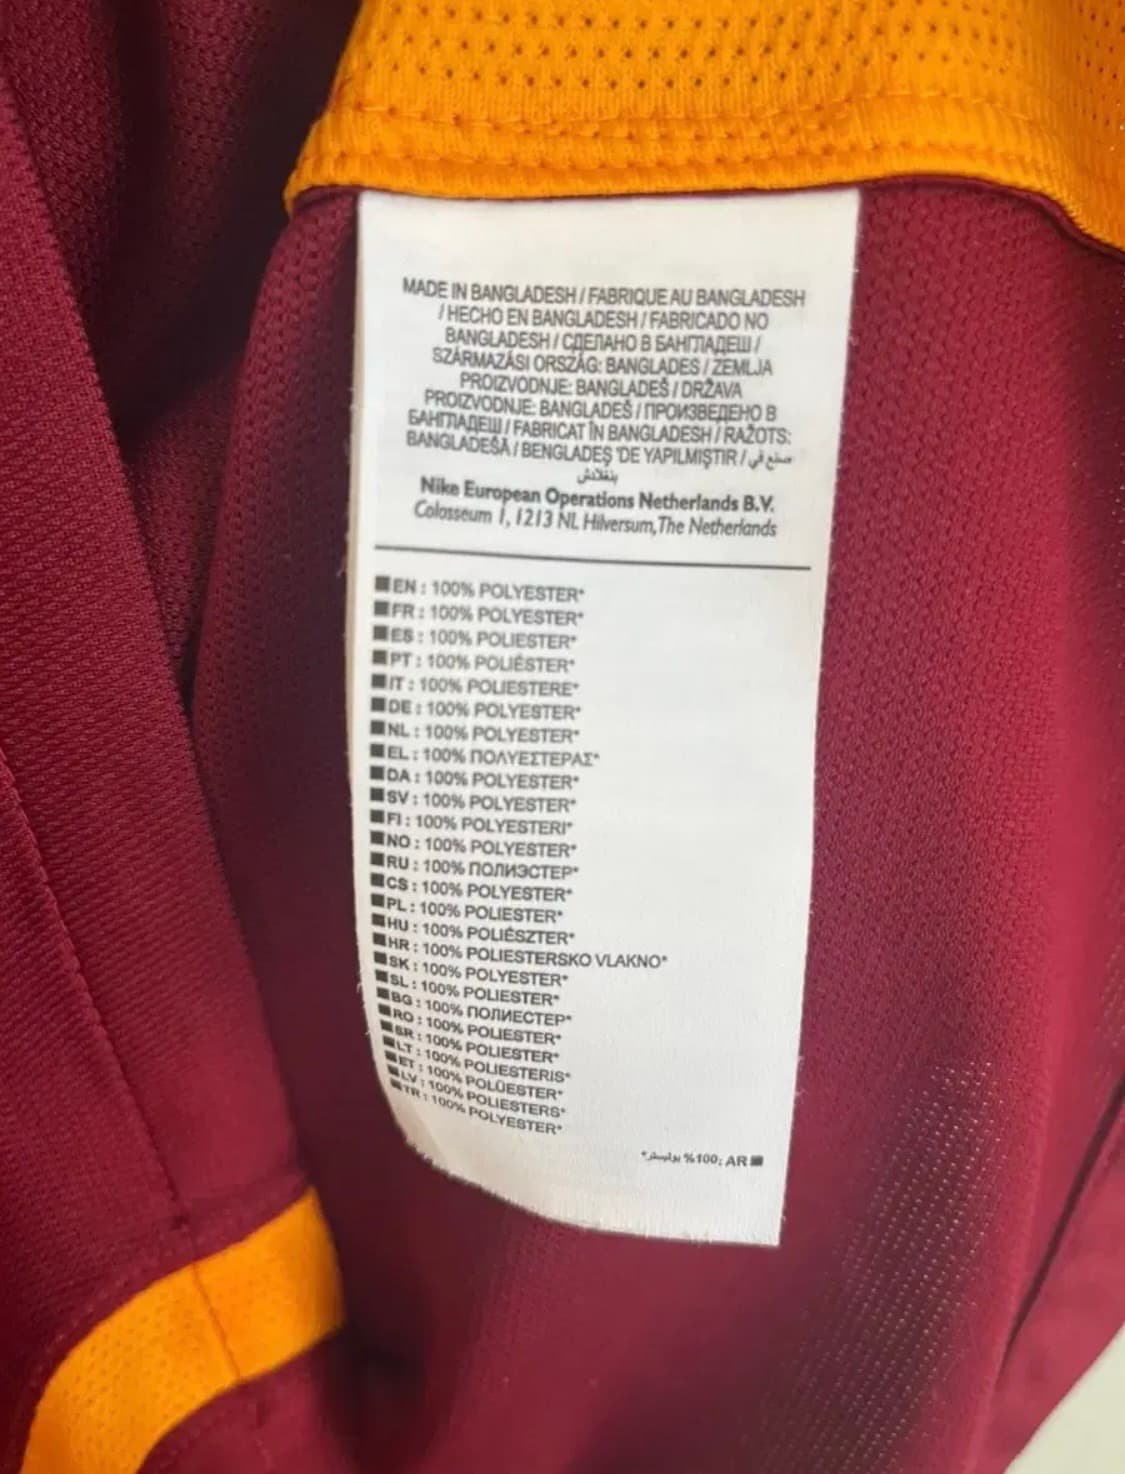 MADE IN BANGLADESH / FABRIQUE AU BANGLADESH
/ HECHO EN BANGLADESH / FABRICADO NO
BANGLADESH / СДЕЛАНО В БАНГЛАДЕШ /
SZÁRMAZÁSI ORSZÁG: BANGLADES / ZEMLJA
PROIZVODNJE: BANGLADEŠ / DRŽAVA
PROIZVODNJE: BANGLADEŠ / ПРОИЗВЕДЕНО В
БАНГЛАДЕШ / FABRICAT ÎN BANGLADESH / RAŽOTS:
BANGLADEŠĀ / BENGLADEŞ 'DE YAPILMIŞTIR / صنع في
بنغلادش
Nike European Operations Netherlands B.V.
Colosseum 1, 1213 NL Hilversum, The Netherlands
EN : 100% POLYESTER*
FR : 100% POLYESTER*
ES : 100% POLIESTER*
PT : 100% POLIÉSTER*
IT : 100% POLIESTERE*
DE : 100% POLYESTER*
NL : 100% POLYESTER*
EL : 100% ΠΟΛΥΕΣΤΕΡΑΣ*
DA : 100% POLYESTER*
SV : 100% POLYESTER*
FI : 100% POLYESTERI*
NO : 100% POLYESTER*
RU : 100% ПОЛИЭСТЕР*
CS : 100% POLYESTER*
PL : 100% POLIESTER*
HU : 100% POLIÉSZTER*
HR : 100% POLIESTERSKO VLAKNO*
SK : 100% POLYESTER*
SL : 100% POLIESTER*
BG : 100% ПОЛИЕСТЕР*
RO : 100% POLIESTER*
SR : 100% POLIESTER*
LT : 100% POLIESTERIS*
ET : 100% POLÜESTER*
LV : 100% POLIESTERS*
TR : 100% POLYESTER*
*بوليستر %100 : AR